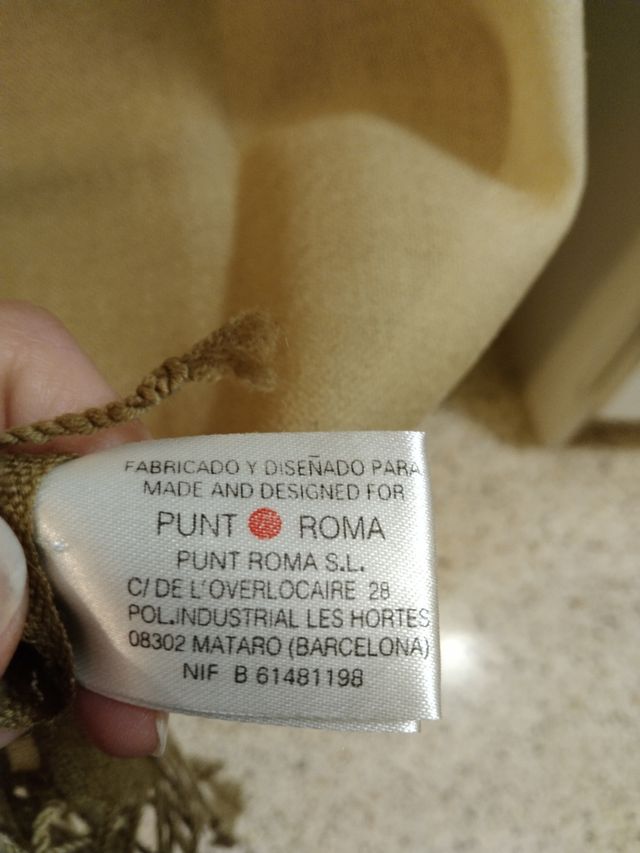 FABRICADO Y DISEÑADO PARA
MADE AND DESIGNED FOR
PUNT ROMA
PUNT ROMA S.L.
C/ DE L'OVERLOCAIRE 28
POL.INDUSTRIAL LES HORTES
08302 MATARO (BARCELONA)
NIF B 61481198